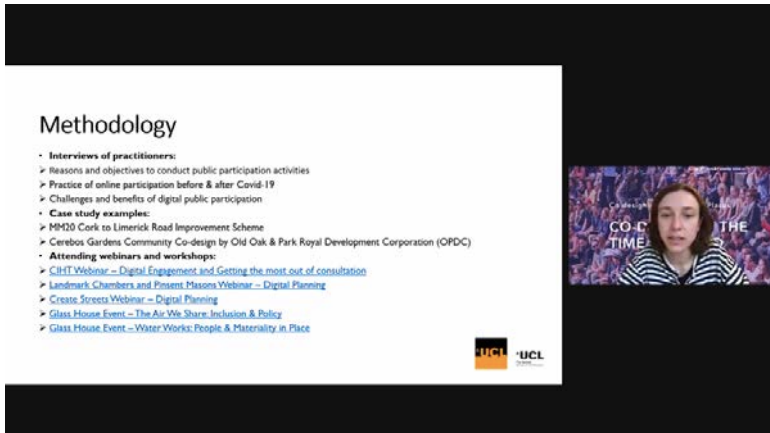 Methodology
• Interviews of practitioners:
➢ Reasons and objectives to conduct public participation activities
➢ Practice of online participation before & after Covid-19
➢ Challenges and benefits of digital public participation
• Case study examples:
➢ MM20 Cork to Limerick Road Improvement Scheme
➢ Cerebos Gardens Community Co-design by Old Oak & Park Royal Development Corporation (OPDC)
• Attending webinars and workshops:
➢ CIHT Webinar – Digital Engagement and Getting the most out of consultation
➢ Landmark Chambers and Pinsent Masons Webinar – Digital Planning
➢ Create Streets Webinar – Digital Planning
➢ Glass House Event – The Air We Share: Inclusion & Policy
➢ Glass House Event – Water Works: People & Materiality in Place
UCL
UCL
CO-D THE
TIME